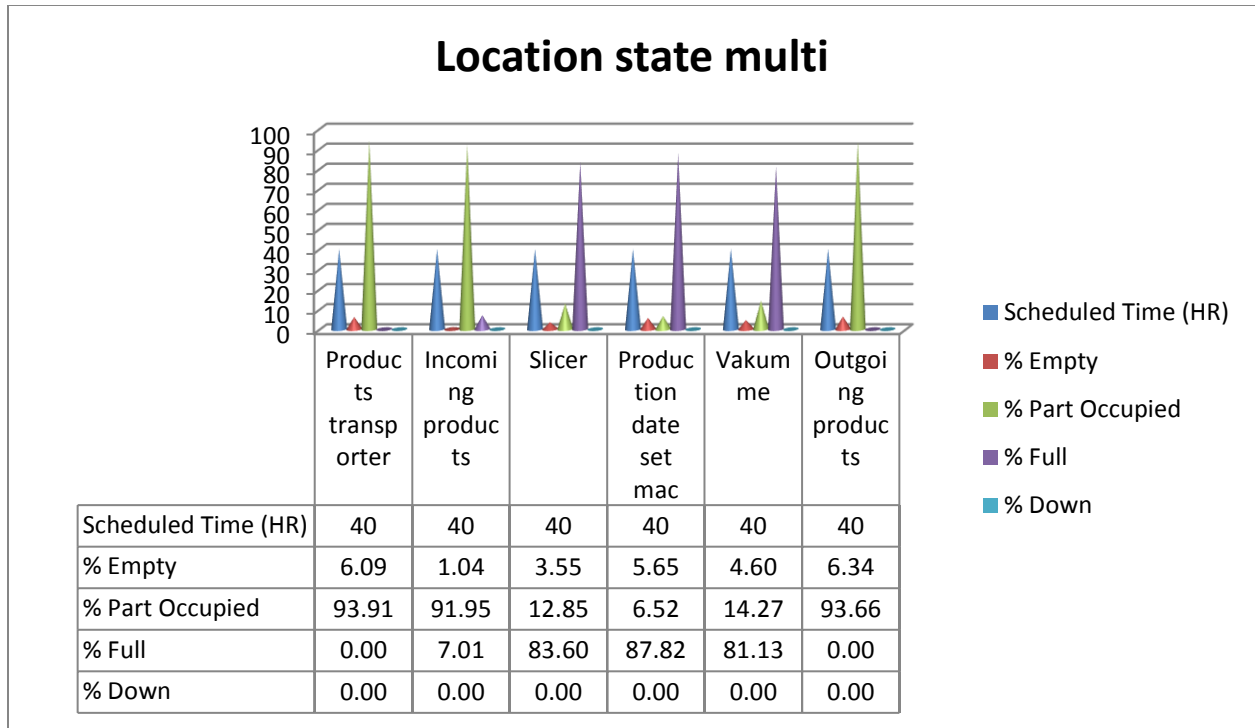 Location state multi
100
90
80
70
60
50
40
30
20
10
0
Produc
ts
transp
orter
Incomi
ng
produc
ts
Slicer
Produc
tion
date
set
mac
Vakum
me
Outgoi
ng
produc
ts
Scheduled Time (HR) 40 40 40 40 40 40
% Empty 6.09 1.04 3.55 5.65 4.60 6.34
% Part Occupied 93.91 91.95 12.85 6.52 14.27 93.66
% Full 0.00 7.01 83.60 87.82 81.13 0.00
% Down 0.00 0.00 0.00 0.00 0.00 0.00
Scheduled Time (HR)
% Empty
% Part Occupied
% Full
% Down